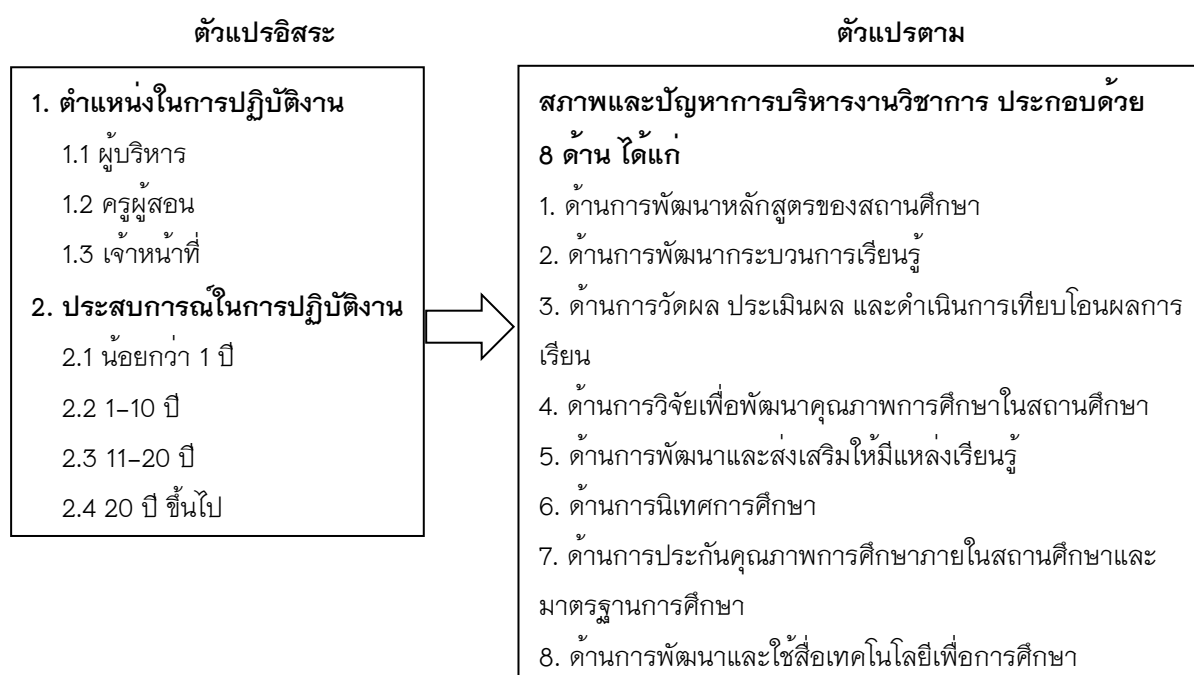 ตัวแปรอิสระ
1. ตำแหน่งในการปฏิบัติงาน
1.1 ผู้บริหาร
1.2 ครูผู้สอน
1.3 เจ้าหน้าที่
2. ประสบการณ์ในการปฏิบัติงาน
2.1 น้อยกว่า 1 ปี
2.2 1–10 ปี
2.3 11–20 ปี
2.4 20 ปี ขึ้นไป
ตัวแปรตาม
สภาพและปัญหาการบริหารงานวิชาการ ประกอบด้วย
8 ด้าน ได้แก่
1. ด้านการพัฒนาหลักสูตรของสถานศึกษา
2. ด้านการพัฒนากระบวนการเรียนรู้
3. ด้านการวัดผล ประเมินผล และดำเนินการเทียบโอนผลการ
เรียน
4. ด้านการวิจัยเพื่อพัฒนาคุณภาพการศึกษาในสถานศึกษา
5. ด้านการพัฒนาและส่งเสริมให้มีแหล่งเรียนรู้
6. ด้านการนิเทศการศึกษา
7. ด้านการประกันคุณภาพการศึกษาภายในสถานศึกษาและ
มาตรฐานการศึกษา
8. ด้านการพัฒนาและใช้สื่อเทคโนโลยีเพื่อการศึกษา